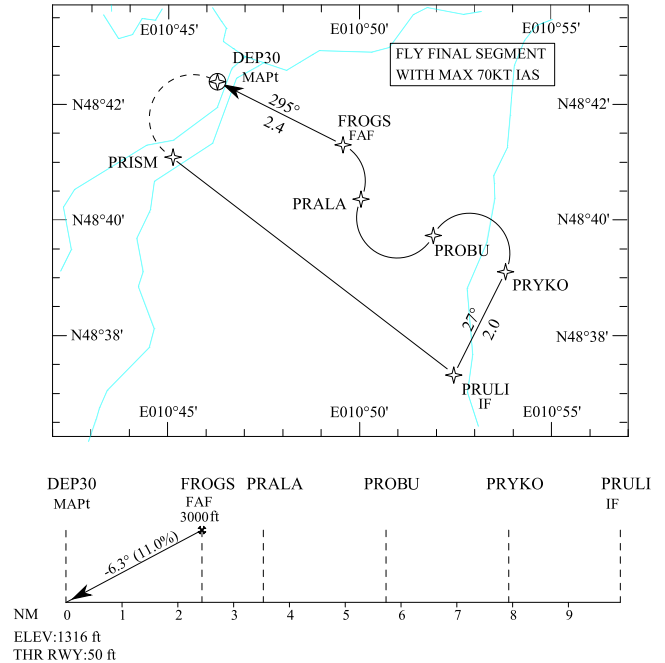 E010°45' E010°50' E010°55'
DEP30
MAPt
FLY FINAL SEGMENT
WITH MAX 70KT IAS
N48°42' N48°42'
295°
2.4
FROGS
FAF
PRISM
PRALA
N48°40' N48°40'
PROBU
PRYKO
27°
2.0
N48°38' N48°38'
PRULI
IF
E010°45' E010°50' E010°55'
DEP30 FROGS PRALA PROBU PRYKO PRULI
MAPt FAF IF
3000ft
-6.3° (11.0%)
NM 0 1 2 3 4 5 6 7 8 9
ELEV:1316 ft
THR RWY:50 ft